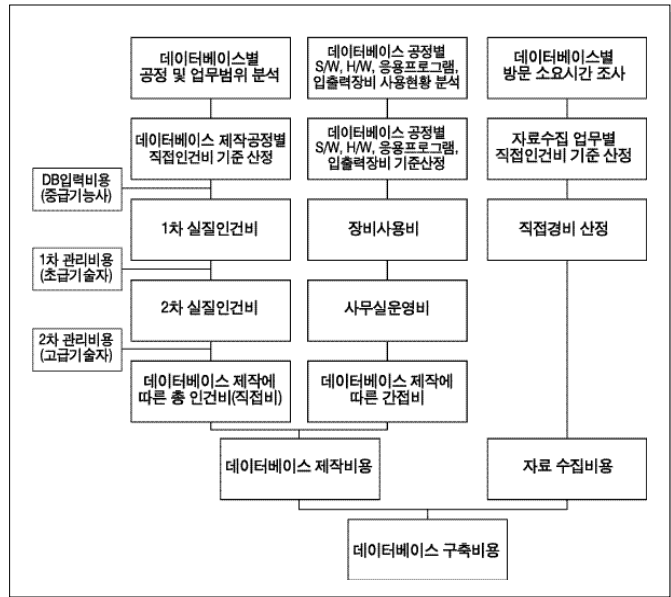 데이터베이스별
공정 및 업무범위 분석
데이터베이스 공정별
S/W, H/W, 응용프로그램,
입출력장비 사용현황 분석
데이터베이스별
방문 소요시간 조사
데이터베이스 제작공정별
직접인건비 기준 산정
데이터베이스 공정별
S/W, H/W, 응용프로그램,
입출력장비 기준산정
자료수집 업무별
직접인건비 기준 산정
DB입력비용
(중급기능사)
1차 실질인건비
장비사용비
직접경비 산정
1차 관리비용
(초급기술자)
2차 실질인건비
사무실운영비
2차 관리비용
(고급기술자)
데이터베이스 제작에
따른 총 인건비(직접비)
데이터베이스 제작에
따른 간접비
데이터베이스 제작비용
자료 수집비용
데이터베이스 구축비용